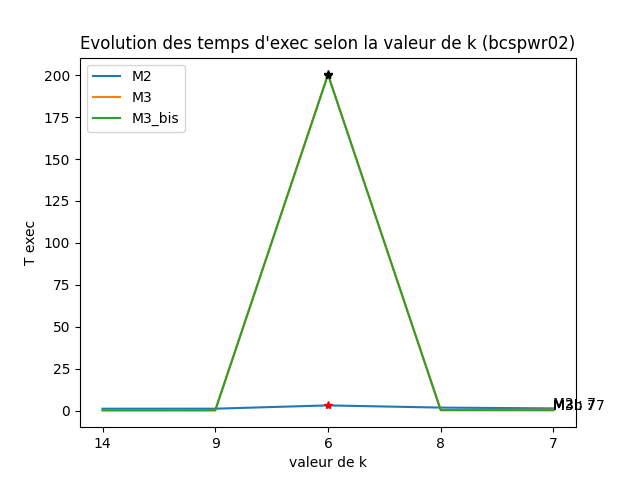 Evolution des temps d'exec selon la valeur de k (bcspwr02)
M2
M3
M3_bis
200
175
150
125
100
75
50
25
0
T exec
14
9
6
8
7
valeur de k